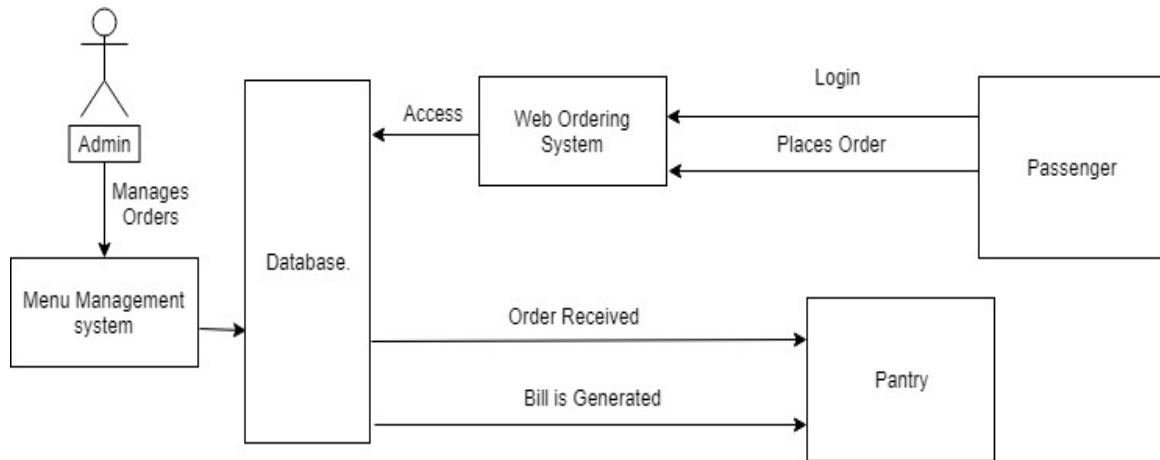 Admin
Manages
Orders
Menu Management
system
Database.
Access
Web Ordering
System
Login
Places Order
Passenger
Order Received
Bill is Generated
Pantry